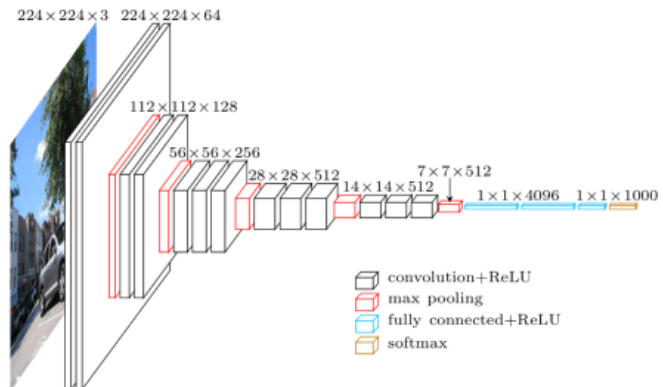 224×224×3
224×224×64
112×112×128
56×56×256
28×28×512
14×14×512
7×7×512
1×1×4096
1×1×1000
convolution+ReLU
max pooling
fully connected+ReLU
softmax